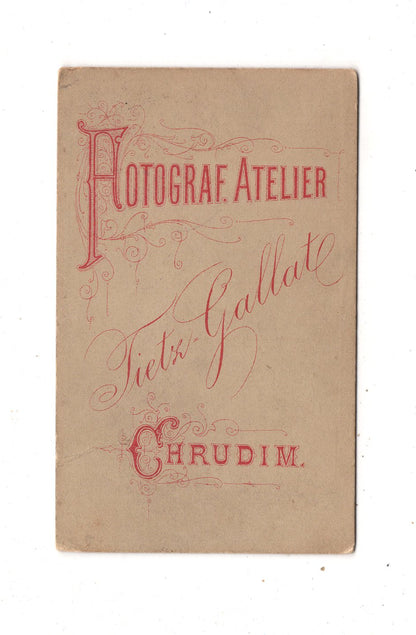 FOTOGRAF. ATELIER
Tietz-Gallat
CHRUDIM.